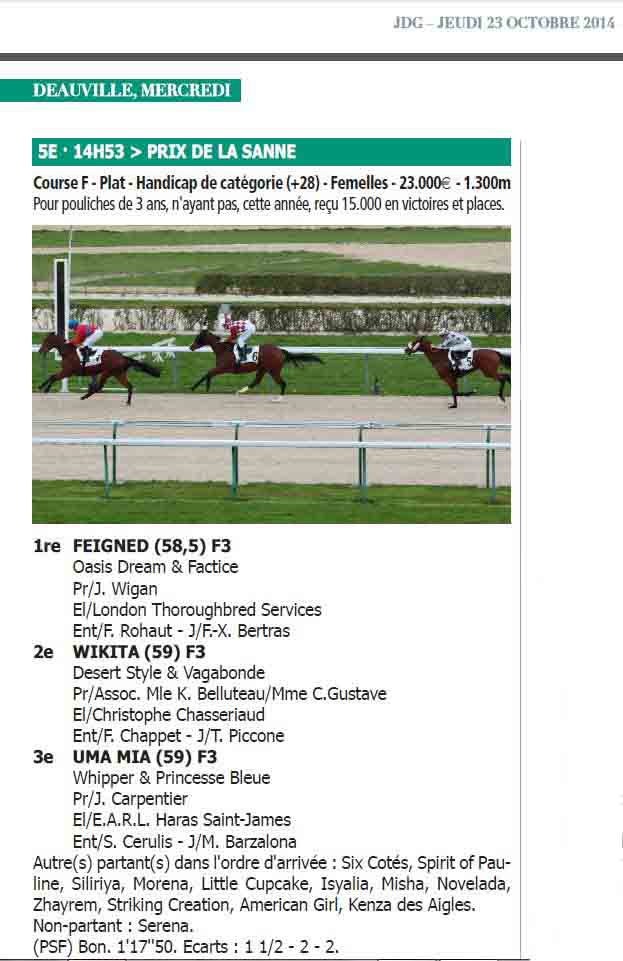 JDG – JEUDI 23 OCTOBRE 2014
DEAUVILLE, MERCREDI
5E · 14H53 > PRIX DE LA SANNE
Course F - Plat - Handicap de catégorie (+28) - Femelles - 23.000€ - 1.300m
Pour pouliches de 3 ans, n'ayant pas, cette année, reçu 15.000 en victoires et places.
6
5
1re FEIGNED (58,5) F3
Oasis Dream & Factice
Pr/J. Wigan
El/London Thoroughbred Services
Ent/F. Rohaut - J/F.-X. Bertras
2e WIKITA (59) F3
Desert Style & Vagabonde
Pr/Assoc. Mle K. Belluteau/Mme C.Gustave
El/Christophe Chasseriaud
Ent/F. Chappet - J/T. Piccone
3e UMA MIA (59) F3
Whipper & Princesse Bleue
Pr/J. Carpentier
El/E.A.R.L. Haras Saint-James
Ent/S. Cerulis - J/M. Barzalona
Autre(s) partant(s) dans l'ordre d'arrivée : Six Cotés, Spirit of Pau-
line, Siliriya, Morena, Little Cupcake, Isyalia, Misha, Novelada,
Zhayrem, Striking Creation, American Girl, Kenza des Aigles.
Non-partant : Serena.
(PSF) Bon. 1'17''50. Ecarts : 1 1/2 - 2 - 2.